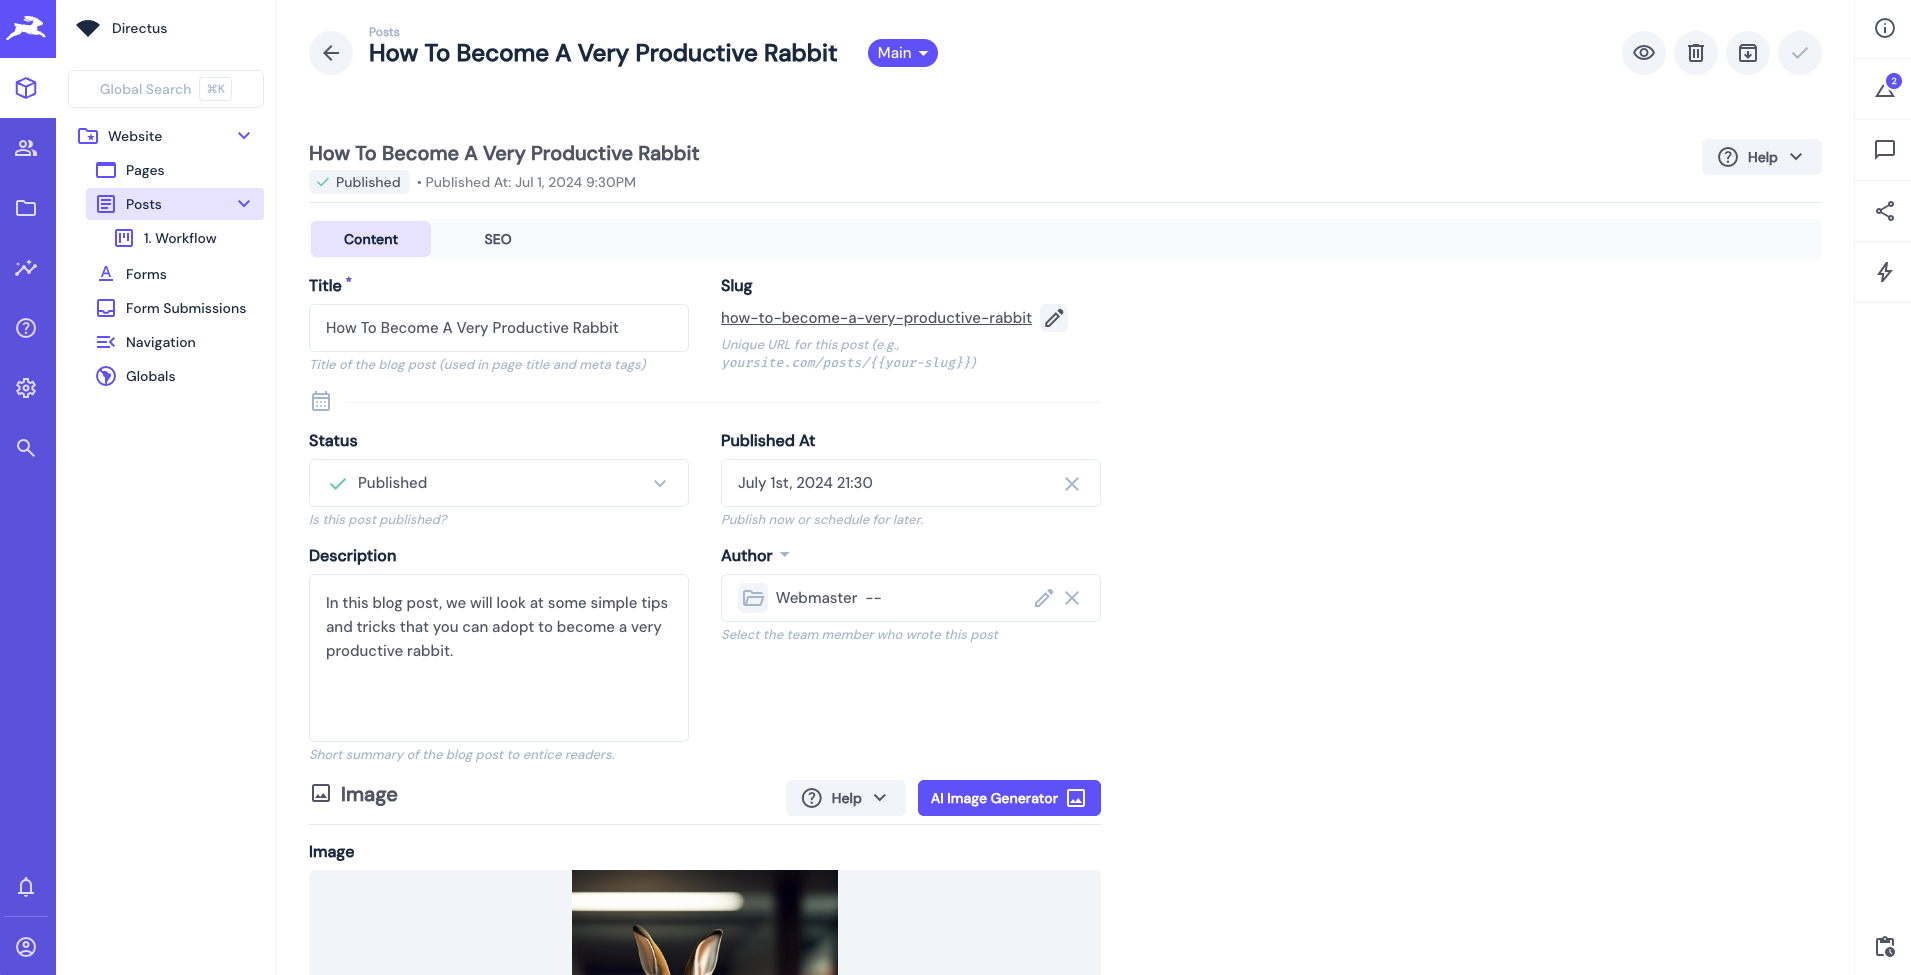 Directus
Global Search ⌘K
Website
Pages
Posts
1. Workflow
Forms
Form Submissions
Navigation
Globals
Posts
How To Become A Very Productive Rabbit
Main
2
How To Become A Very Productive Rabbit
Published • Published At: Jul 1, 2024 9:30PM
Help
Content
SEO
Title *
How To Become A Very Productive Rabbit
Title of the blog post (used in page title and meta tags)
Slug
how-to-become-a-very-productive-rabbit
Unique URL for this post (e.g.,
yoursite.com/posts/{{your-slug}})
Status
Published
Is this post published?
Published At
July 1st, 2024 21:30
Publish now or schedule for later.
Description
In this blog post, we will look at some simple tips
and tricks that you can adopt to become a very
productive rabbit.
Short summary of the blog post to entice readers.
Author
Webmaster --
Select the team member who wrote this post
Image
Help
AI Image Generator
Image